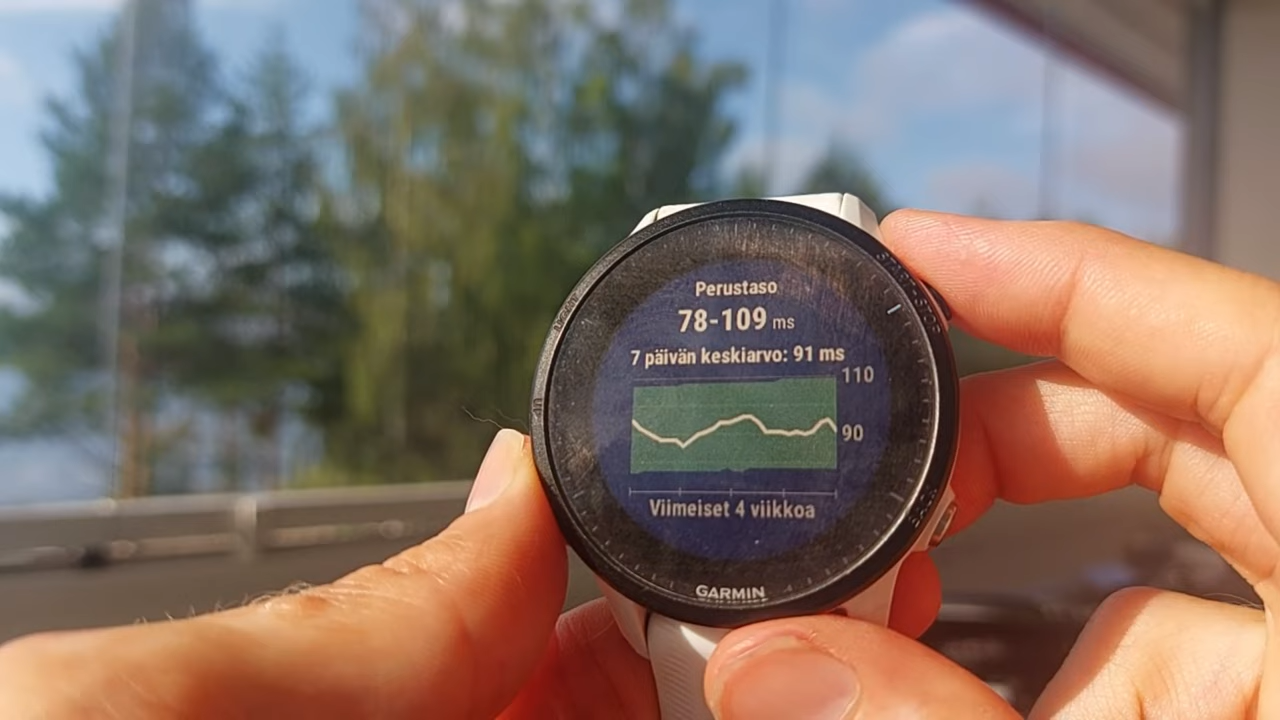 Perustaso
78-109 ms
7 päivän keskiarvo: 91 ms
110
90
Viimeiset 4 viikkoa
GARMIN